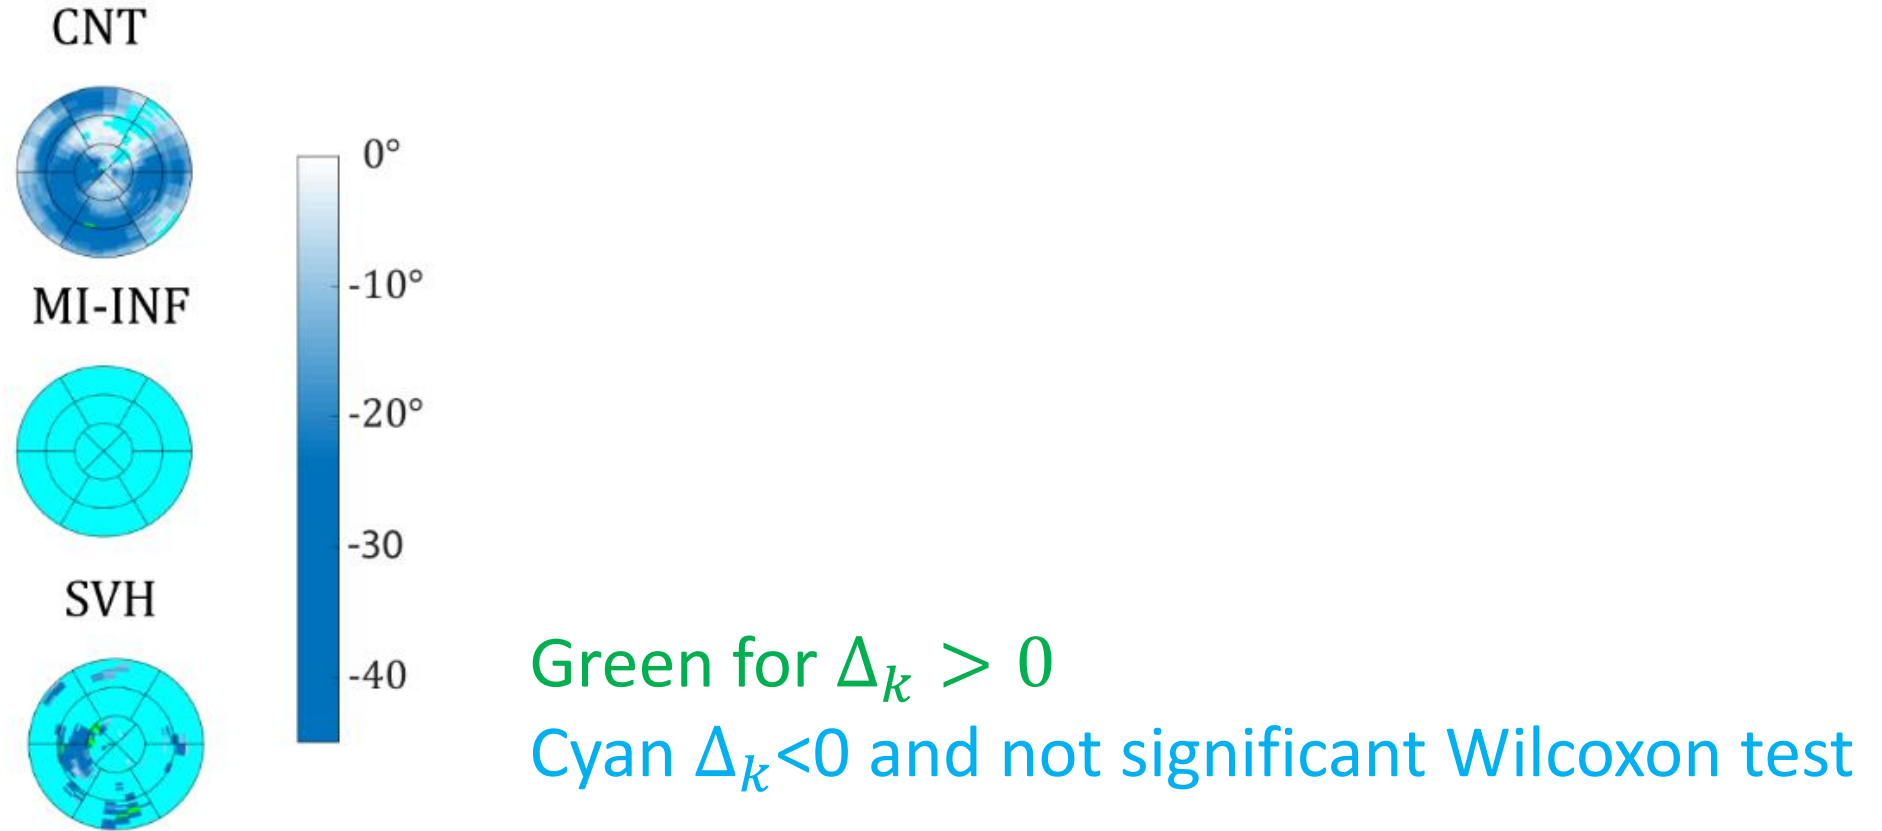 CNT
0°
-10°
MI-INF
-20°
-30
SVH
-40
Green for Δₖ > 0
Cyan Δₖ<0 and not significant Wilcoxon test